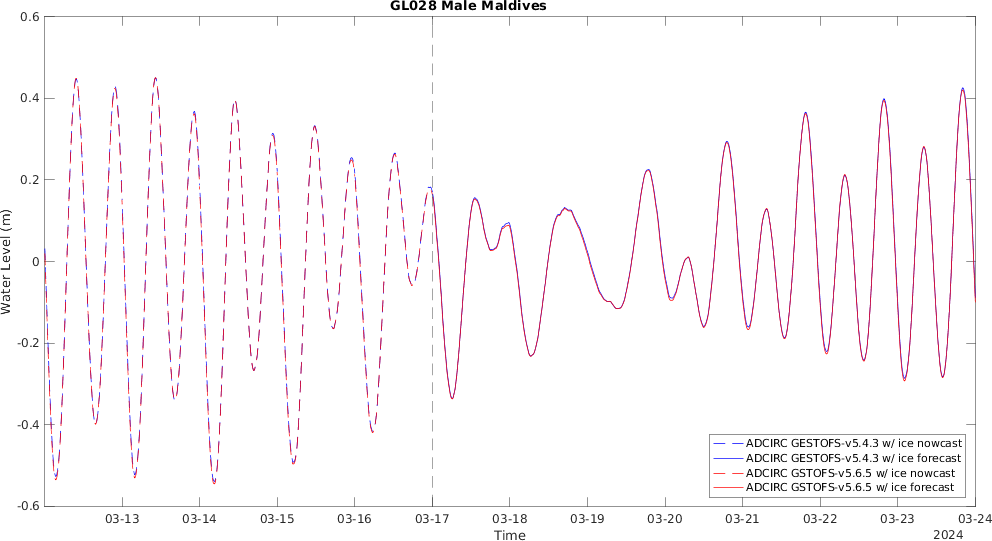 GL028 Male Maldives
0.6
0.4
0.2
0
-0.2
-0.4
-0.6
Water Level (m)
ADCIRC GESTOFS-v5.4.3 w/ ice nowcast
ADCIRC GESTOFS-v5.4.3 w/ ice forecast
ADCIRC GSTOFS-v5.6.5 w/ ice nowcast
ADCIRC GSTOFS-v5.6.5 w/ ice forecast
03-13 03-14 03-15 03-16 03-17 03-18 03-19 03-20 03-21 03-22 03-23 03-24
Time
2024